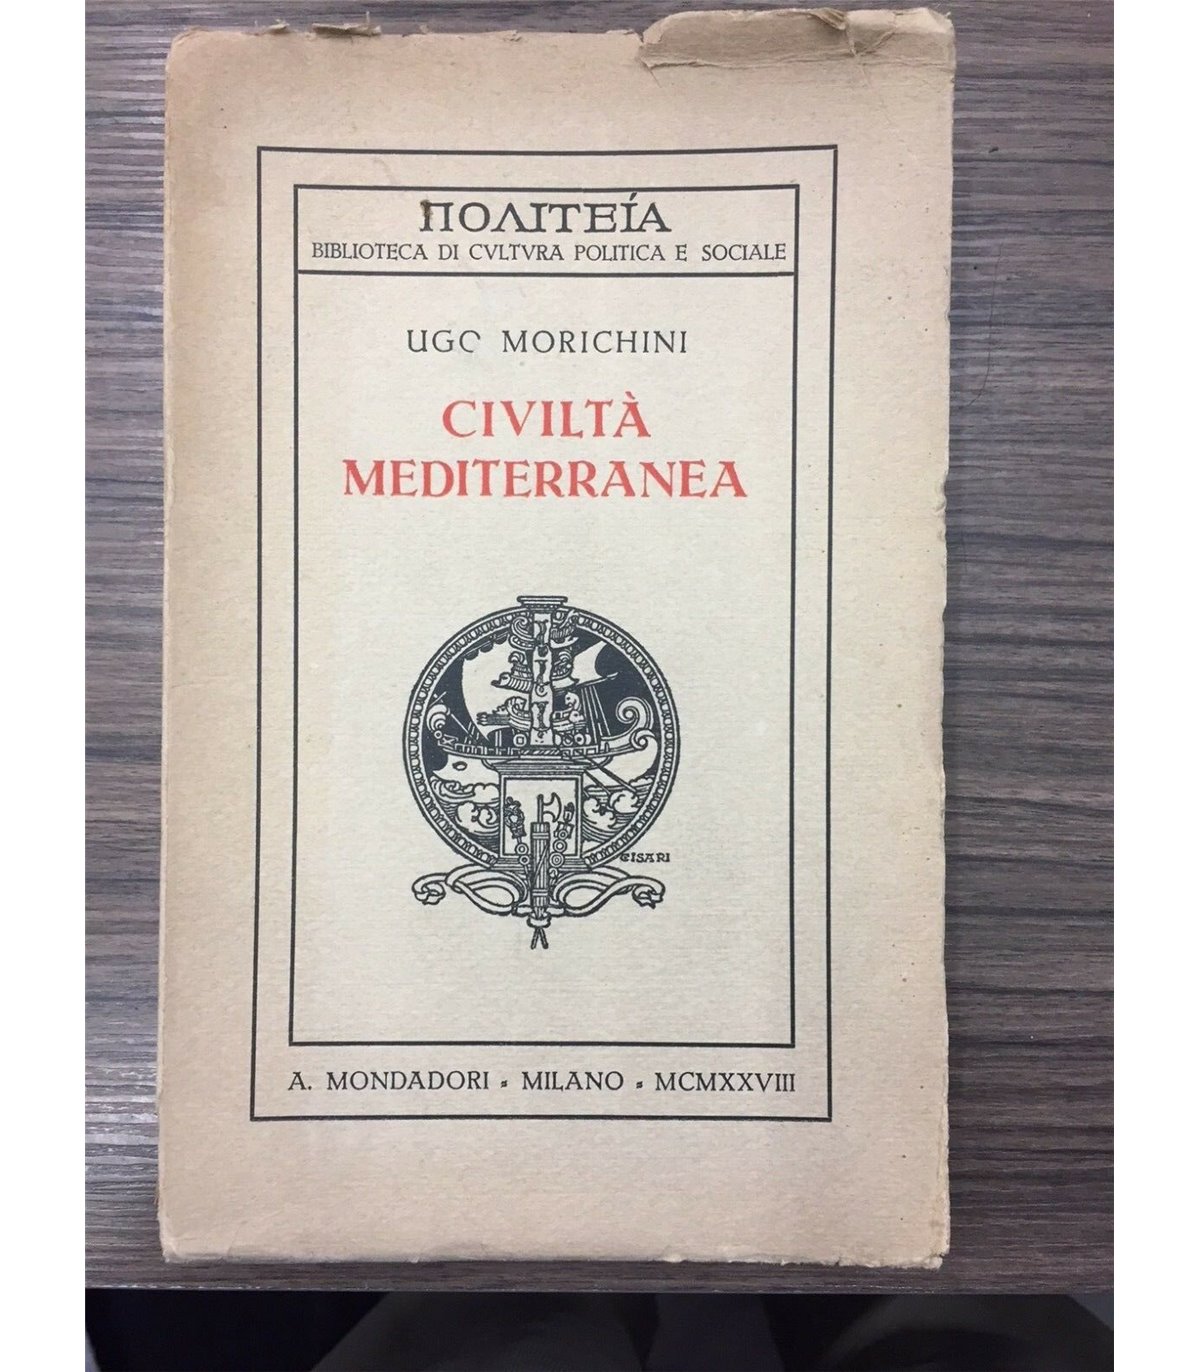 ΠΟΛΙΤΕΊΑ
BIBLIOTECA DI CVLTVRA POLITICA E SOCIALE
UGO MORICHINI
CIVILTÀ
MEDITERRANEA
CISARI
A. MONDADORI · MILANO · MCMXXVIII